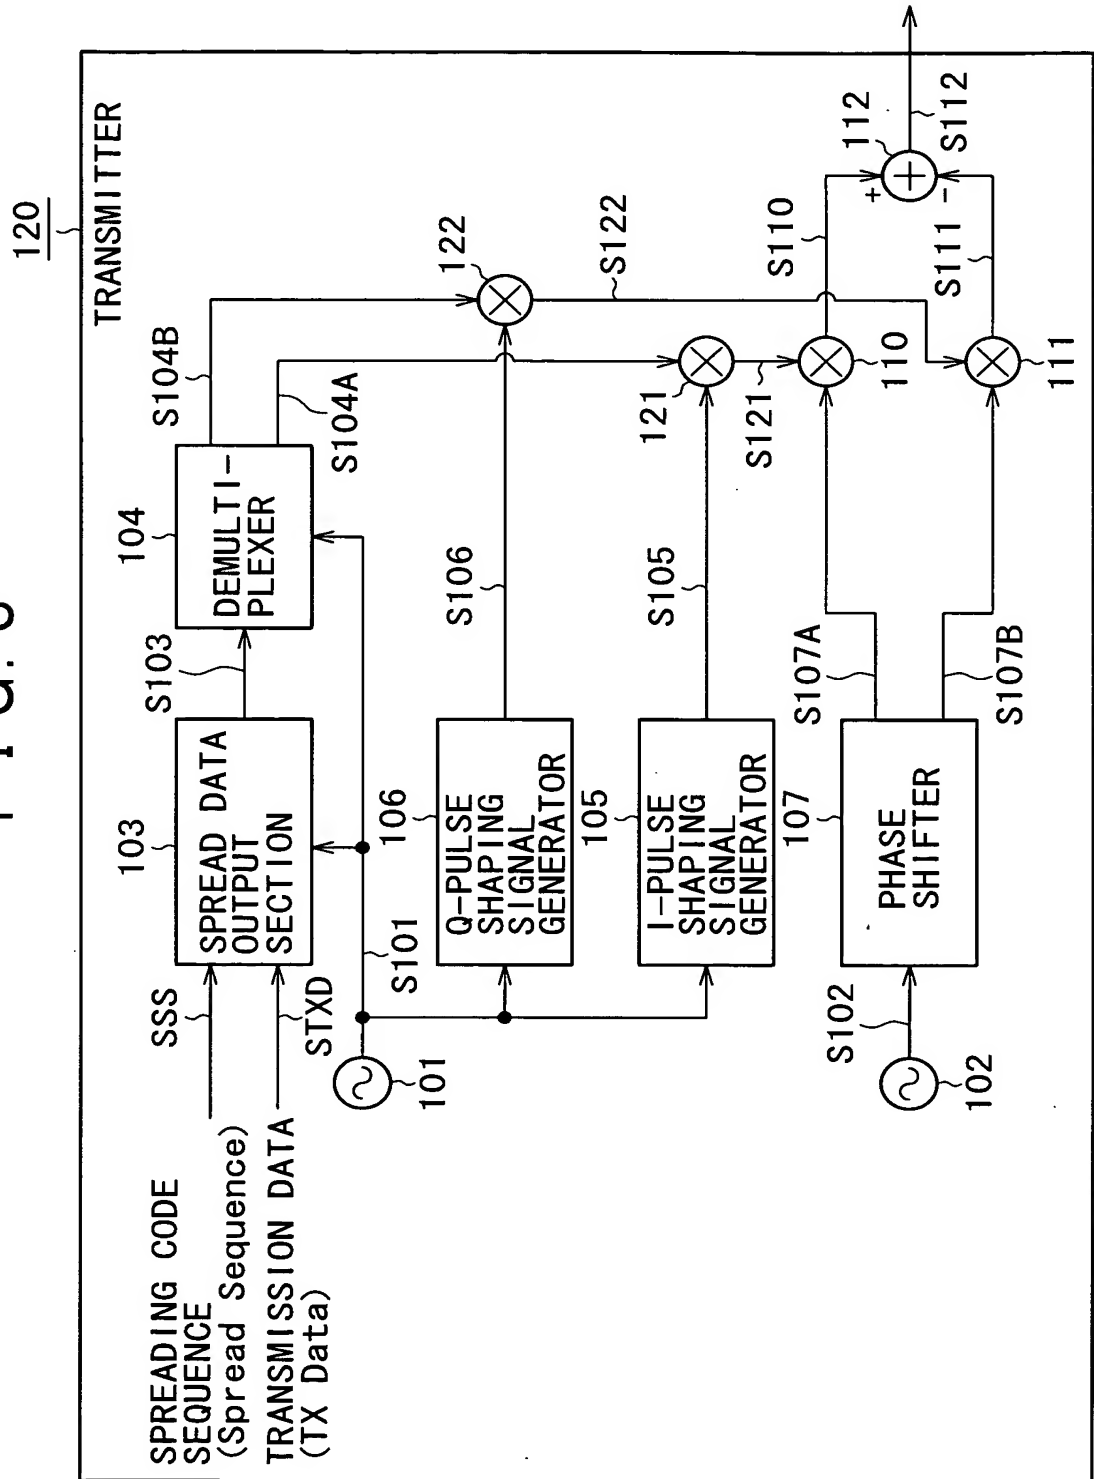 120
TRANSMITTER
SPREADING CODE
SEQUENCE
(Spread Sequence)
TRANSMISSION DATA
(TX Data)
SSS
STXD
103
SPREAD DATA
OUTPUT
SECTION
S103
104
DEMULTI-
PLEXER
S104B
S104A
101
S101
106
Q-PULSE
SHAPING
SIGNAL
GENERATOR
S106
122
S122
105
I-PULSE
SHAPING
SIGNAL
GENERATOR
S105
121
S121
102
S102
107
PHASE
SHIFTER
S107A
S107B
110
S110
111
S111
112
+
-
S112